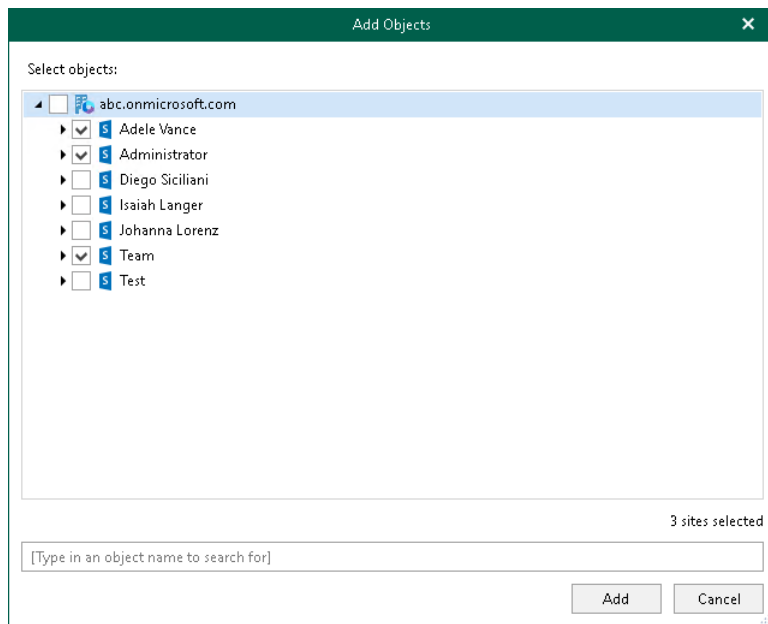 Add Objects
Select objects:
abc.onmicrosoft.com
Adele Vance
Administrator
Diego Siciliani
Isaiah Langer
Johanna Lorenz
Team
Test
3 sites selected
[Type in an object name to search for]
Add Cancel